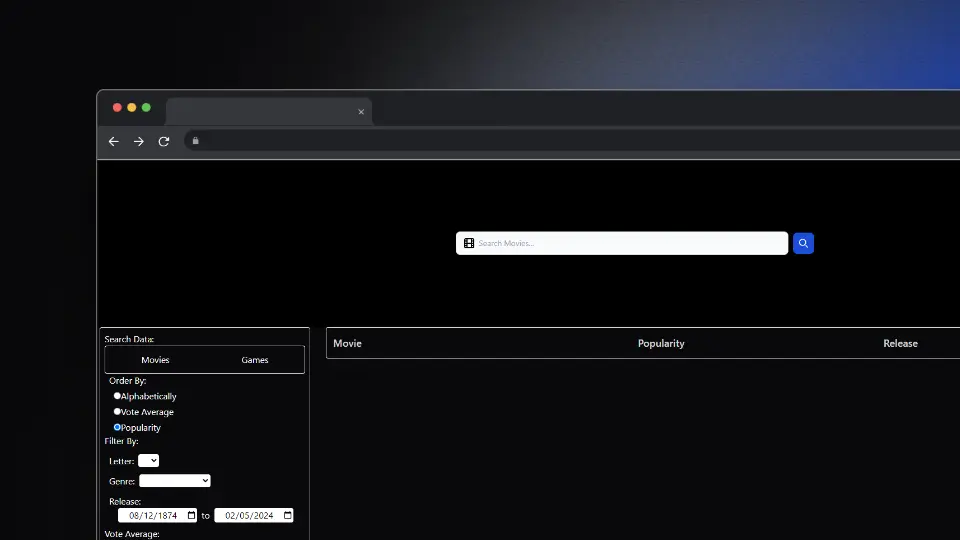 Search Movies...
Search Data:
Movies Games
Order By:
Alphabetically
Vote Average
Popularity
Filter By:
Letter:
Genre:
Release:
08/12/1874 to 02/05/2024
Vote Average:
Movie Popularity Release